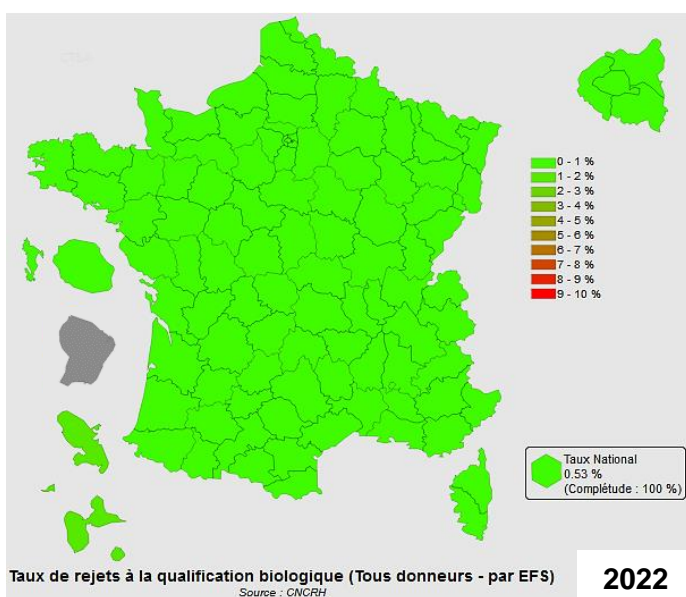 0 - 1 %
1 - 2 %
2 - 3 %
3 - 4 %
4 - 5 %
5 - 6 %
6 - 7 %
7 - 8 %
8 - 9 %
9 - 10 %
Taux National
0.53 %
(Complétude : 100 %)
Taux de rejets à la qualification biologique (Tous donneurs - par EFS)
Source : CNCRH
2022